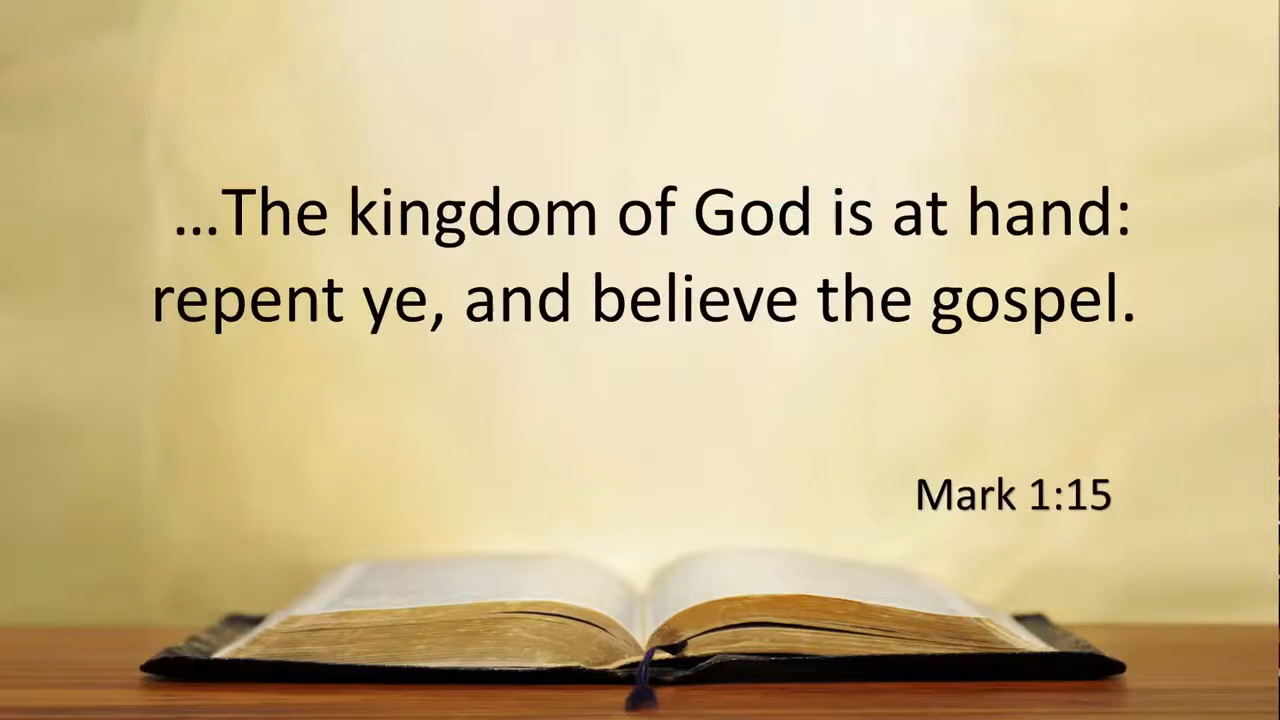 ...The kingdom of God is at hand:
repent ye, and believe the gospel.
Mark 1:15